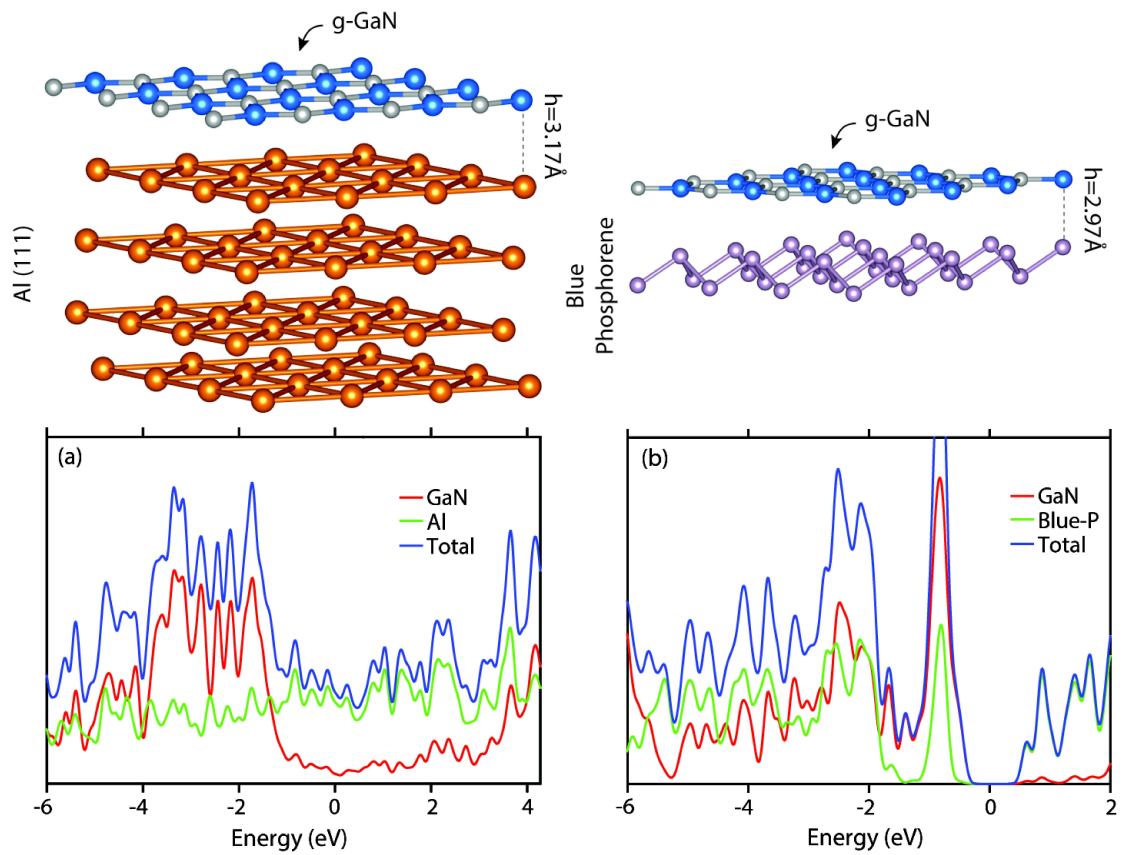 g-GaN
h=3.17Å
Al (111)
g-GaN
h=2.97Å
Blue
Phosphorene
(a)
GaN
Al
Total
-6 -4 -2 0 2 4
Energy (eV)
(b)
GaN
Blue-P
Total
-6 -4 -2 0 2
Energy (eV)